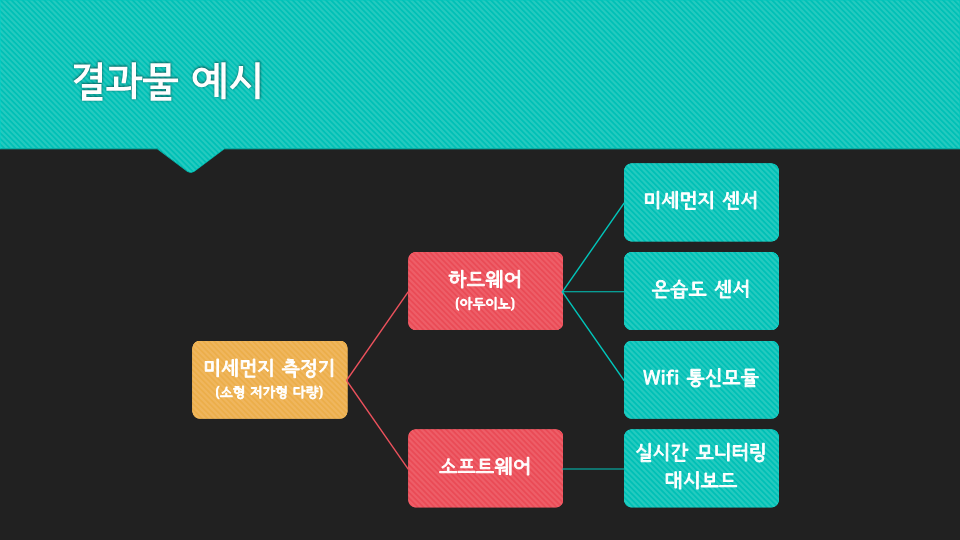 결과물 예시
미세먼지 측정기
(소형 저가형 다량)
하드웨어
(아두이노)
미세먼지 센서
온습도 센서
Wifi 통신모듈
소프트웨어
실시간 모니터링
대시보드